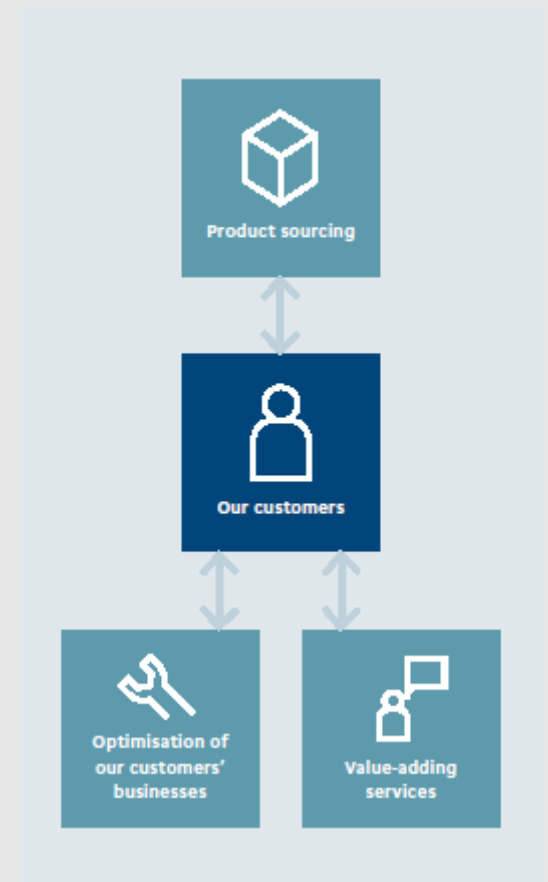 Product sourcing
Our customers
Optimisation of
our customers’
businesses
Value-adding
services